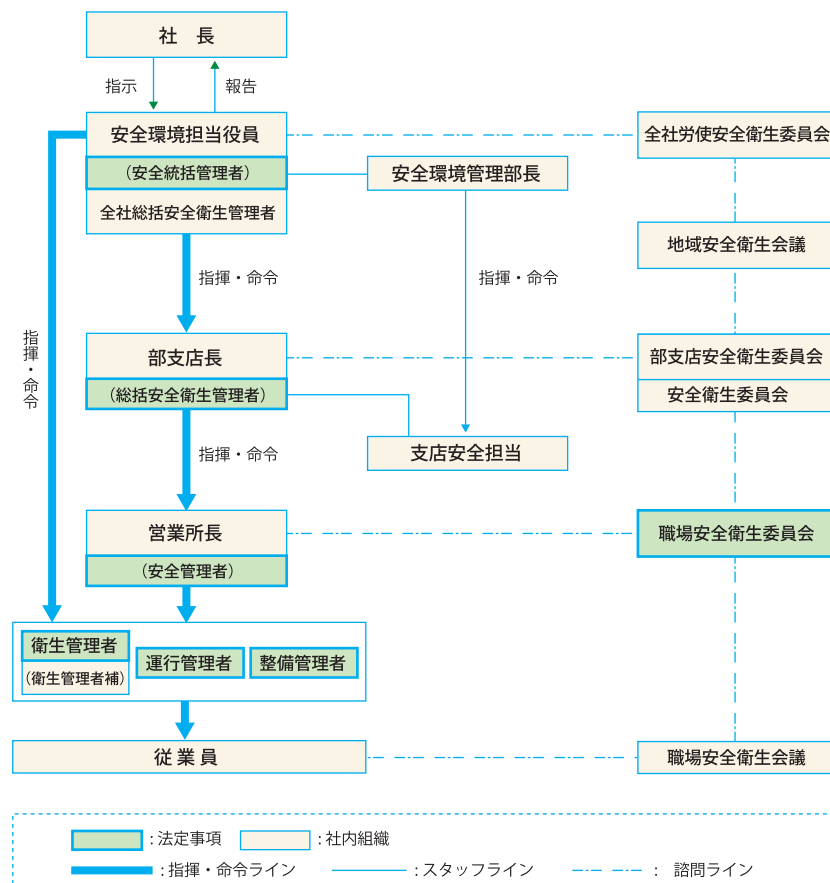 社　長
指示
報告
安全環境担当役員
（安全統括管理者）
全社総括安全衛生管理者
安全環境管理部長
全社労使安全衛生委員会
地域安全衛生会議
指揮・命令
指揮・命令
指揮・命令
部支店長
（総括安全衛生管理者）
部支店安全衛生委員会
安全衛生委員会
指揮・命令
支店安全担当
営業所長
（安全管理者）
職場安全衛生委員会
衛生管理者
（衛生管理者補）
運行管理者
整備管理者
従業員
職場安全衛生会議
：法定事項
：社内組織
：指揮・命令ライン
：スタッフライン
：　諮問ライン